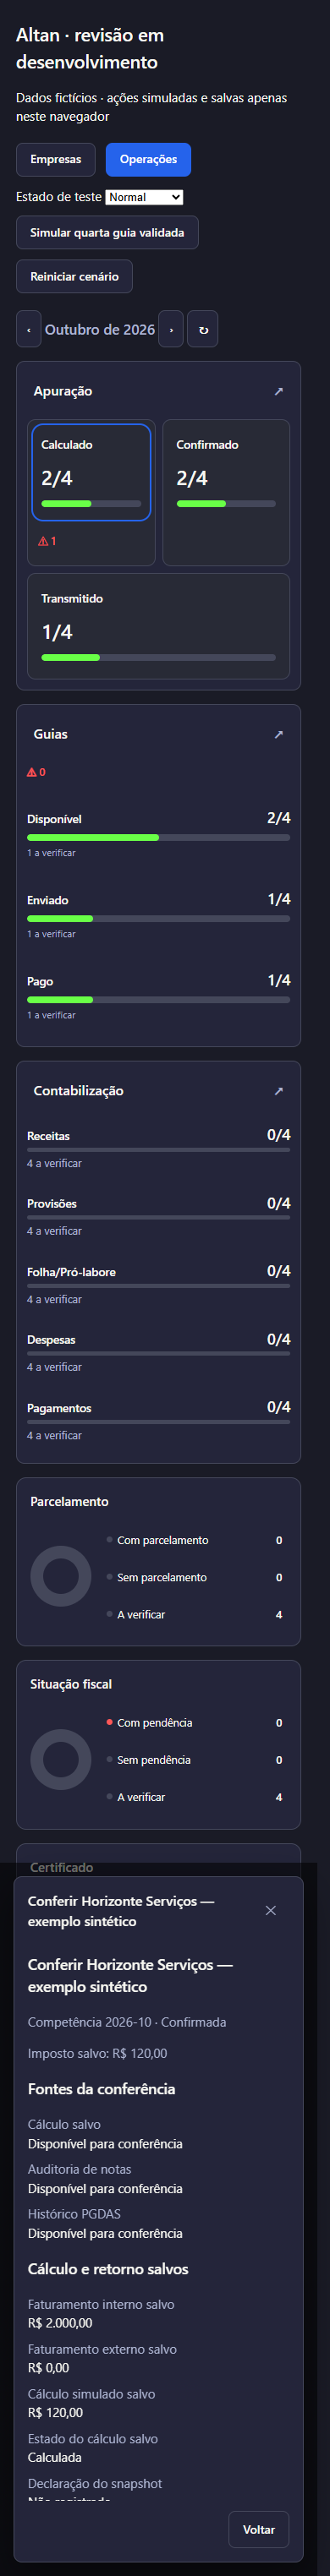 Altan · revisão em
desenvolvimento
Dados fictícios · ações simuladas e salvas apenas
neste navegador
Empresas
Operações
Estado de teste Normal
Simular quarta guia validada
Reiniciar cenário
‹ Outubro de 2026 › ↻
Apuração ↗
Calculado
2/4
⚠ 1
Confirmado
2/4
Transmitido
1/4
Guias ↗
⚠ 0
Disponível 2/4
1 a verificar
Enviado 1/4
1 a verificar
Pago 1/4
1 a verificar
Contabilização ↗
Receitas 0/4
4 a verificar
Provisões 0/4
4 a verificar
Folha/Pró-labore 0/4
4 a verificar
Despesas 0/4
4 a verificar
Pagamentos 0/4
4 a verificar
Parcelamento
Com parcelamento 0
Sem parcelamento 0
A verificar 4
Situação fiscal
Com pendência 0
Sem pendência 0
A verificar 4
Certificado
Conferir Horizonte Serviços —
exemplo sintético
Conferir Horizonte Serviços —
exemplo sintético
Competência 2026-10 · Confirmada
Imposto salvo: R$ 120,00
Fontes da conferência
Cálculo salvo
Disponível para conferência
Auditoria de notas
Disponível para conferência
Histórico PGDAS
Disponível para conferência
Cálculo e retorno salvos
Faturamento interno salvo
R$ 2.000,00
Faturamento externo salvo
R$ 0,00
Cálculo simulado salvo
R$ 120,00
Estado do cálculo salvo
Calculada
Declaração do snapshot
Não registrada
Voltar